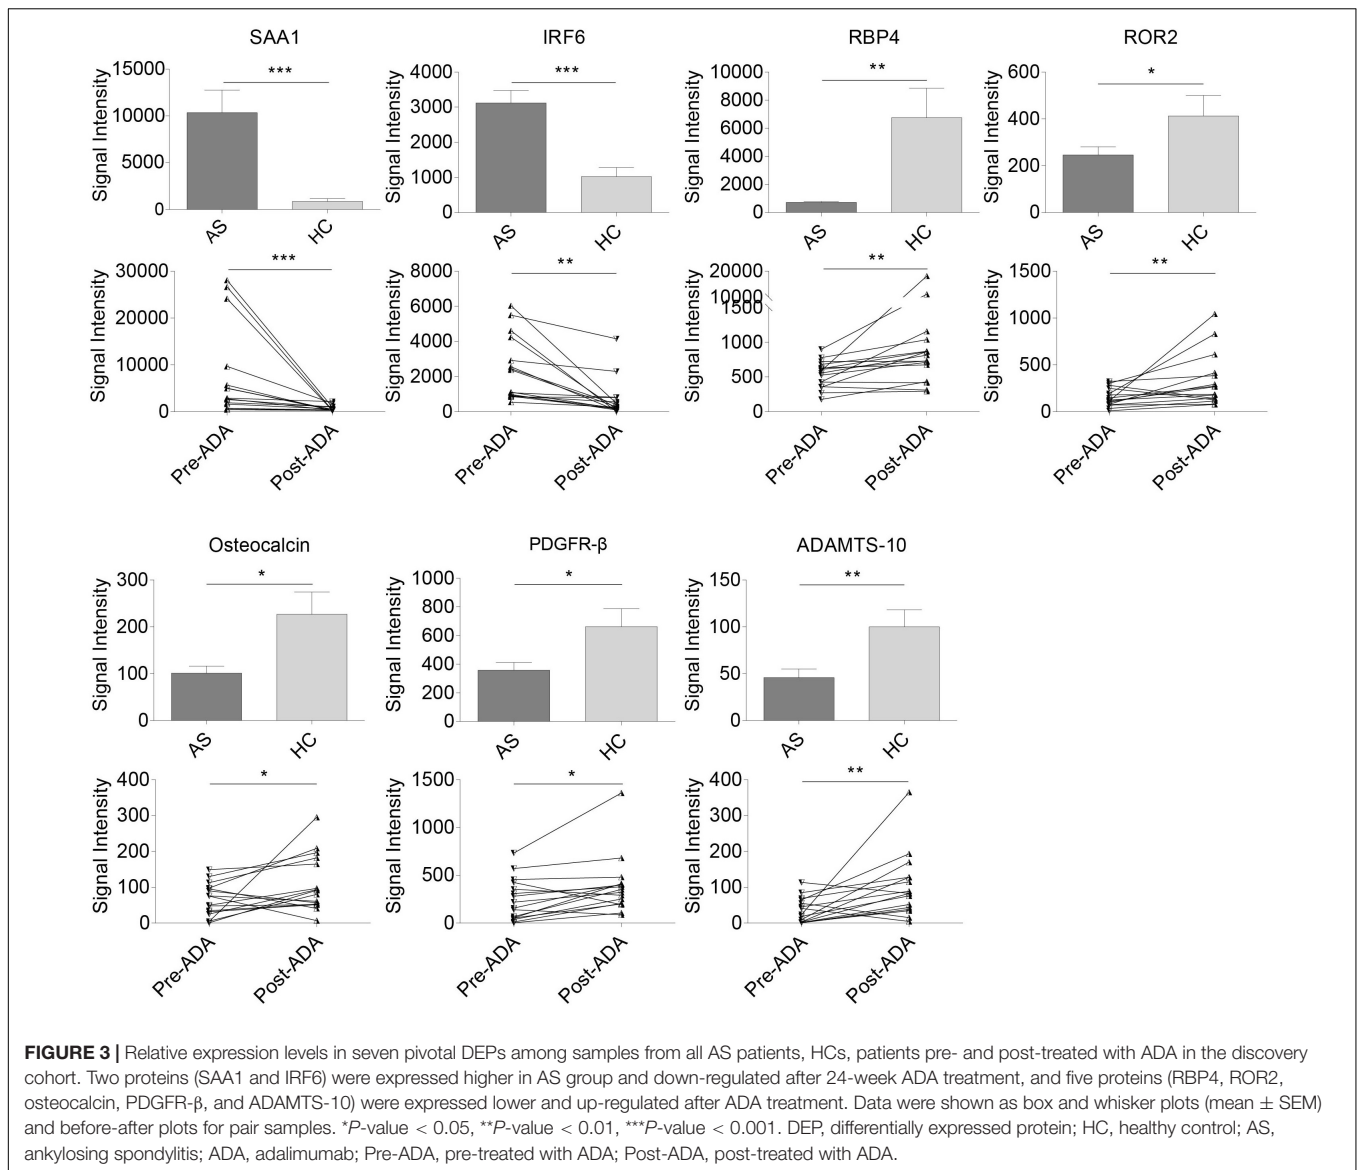 SAA1
IRF6
RBP4
ROR2
Signal Intensity
15000
10000
5000
0
***
AS
HC
Signal Intensity
4000
3000
2000
1000
0
***
AS
HC
Signal Intensity
10000
8000
6000
4000
2000
0
**
AS
HC
Signal Intensity
600
400
200
0
*
AS
HC
Signal Intensity
30000
20000
10000
0
***
Pre-ADA
Post-ADA
Signal Intensity
8000
6000
4000
2000
0
**
Pre-ADA
Post-ADA
Signal Intensity
20000
10000
1500
1000
500
0
**
Pre-ADA
Post-ADA
Signal Intensity
1500
1000
500
0
**
Pre-ADA
Post-ADA
Osteocalcin
PDGFR-β
ADAMTS-10
Signal Intensity
300
200
100
0
*
AS
HC
Signal Intensity
1000
800
600
400
200
0
*
AS
HC
Signal Intensity
150
100
50
0
**
AS
HC
Signal Intensity
400
300
200
100
0
*
Pre-ADA
Post-ADA
Signal Intensity
1500
1000
500
0
*
Pre-ADA
Post-ADA
Signal Intensity
400
300
200
100
0
**
Pre-ADA
Post-ADA
FIGURE 3 | Relative expression levels in seven pivotal DEPs among samples from all AS patients, HCs, patients pre- and post-treated with ADA in the discovery
cohort. Two proteins (SAA1 and IRF6) were expressed higher in AS group and down-regulated after 24-week ADA treatment, and five proteins (RBP4, ROR2,
osteocalcin, PDGFR-β, and ADAMTS-10) were expressed lower and up-regulated after ADA treatment. Data were shown as box and whisker plots (mean ± SEM)
and before-after plots for pair samples. *P-value < 0.05, **P-value < 0.01, ***P-value < 0.001. DEP, differentially expressed protein; HC, healthy control; AS,
ankylosing spondylitis; ADA, adalimumab; Pre-ADA, pre-treated with ADA; Post-ADA, post-treated with ADA.